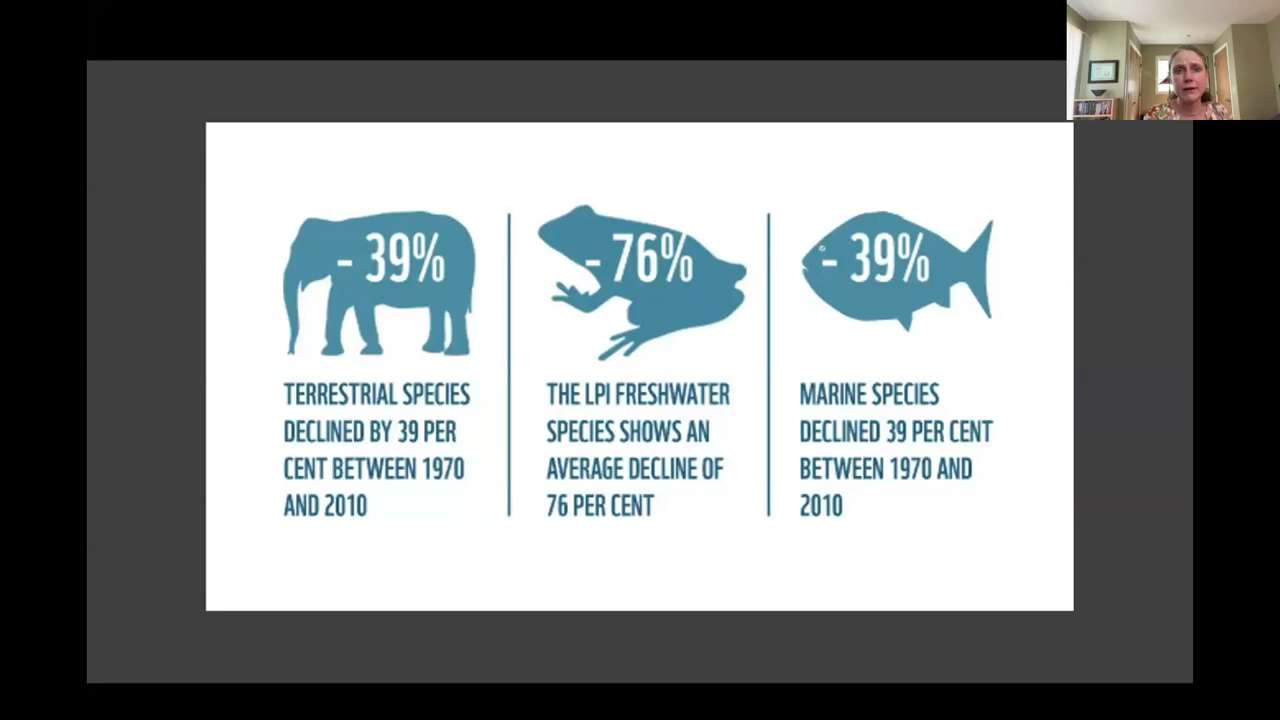 - 39%
- 76%
- 39%
TERRESTRIAL SPECIES
DECLINED BY 39 PER
CENT BETWEEN 1970
AND 2010
THE LPI FRESHWATER
SPECIES SHOWS AN
AVERAGE DECLINE OF
76 PER CENT
MARINE SPECIES
DECLINED 39 PER CENT
BETWEEN 1970 AND
2010